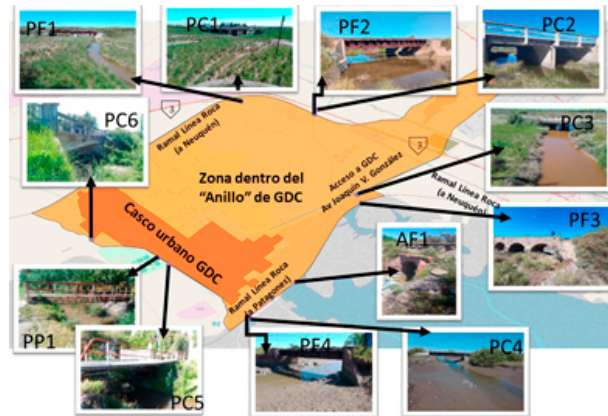 PF1
PC1
PF2
PC2
PC6
3
Ramal Línea Roca
(a Neuquén)
Zona dentro del
"Anillo" de GDC
3
Acceso a GDC
Av Joaquín V. González
Ramal Línea Roca
(a Neuquén)
PC3
PF3
Casco urbano GDC
Ramal Línea Roca
(a Patagones)
AF1
PP1
PC5
PF4
PC4